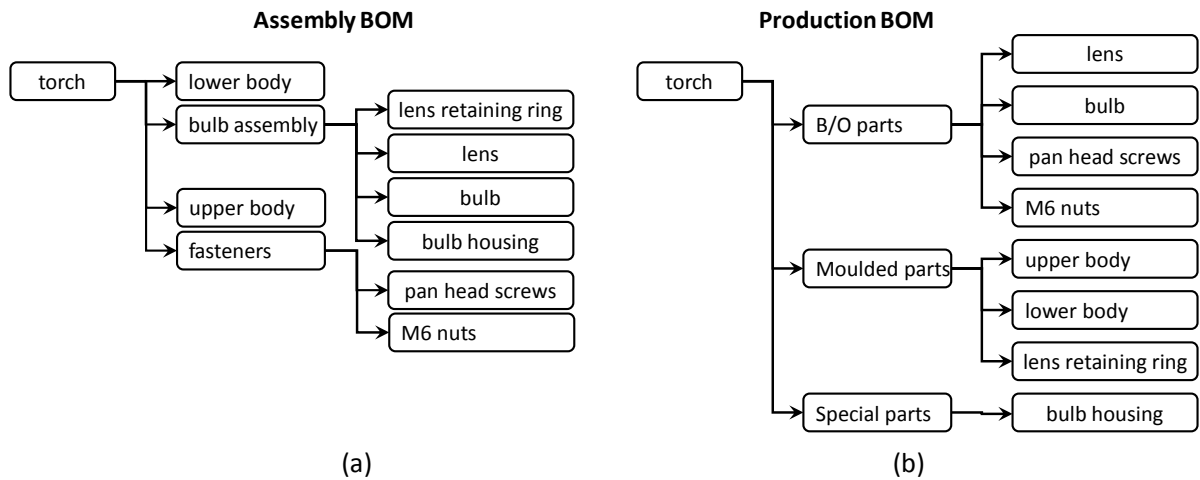 Assembly BOM
torch
lower body
bulb assembly
upper body
fasteners
lens retaining ring
lens
bulb
bulb housing
pan head screws
M6 nuts
(a)
Production BOM
torch
B/O parts
Moulded parts
Special parts
lens
bulb
pan head screws
M6 nuts
upper body
lower body
lens retaining ring
bulb housing
(b)